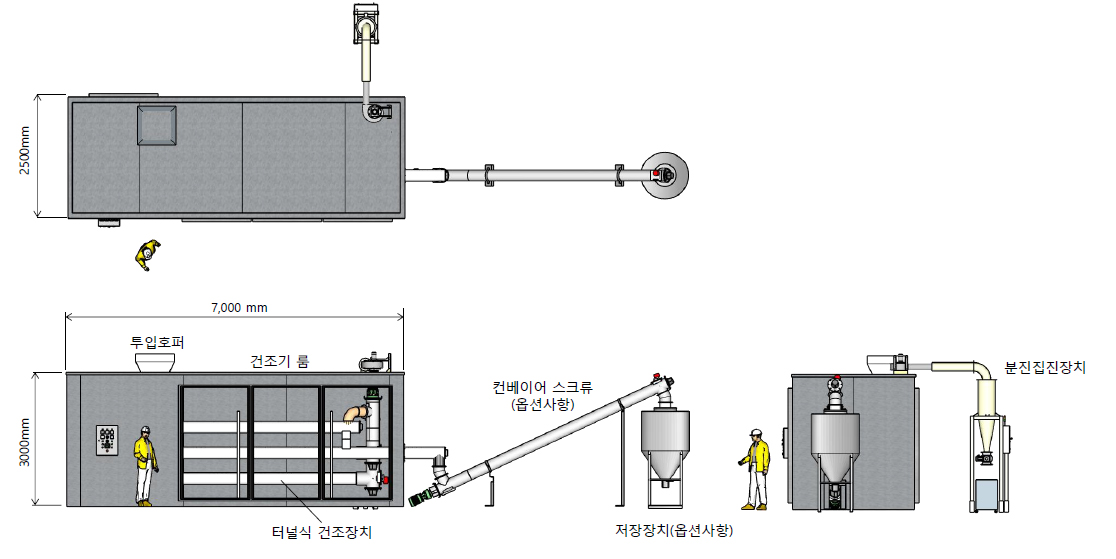 2500mm
7,000 mm
투입호퍼
건조기 룸
3000mm
컨베이어 스크류
(옵션사항)
분진집진장치
터널식 건조장치
저장장치(옵션사항)